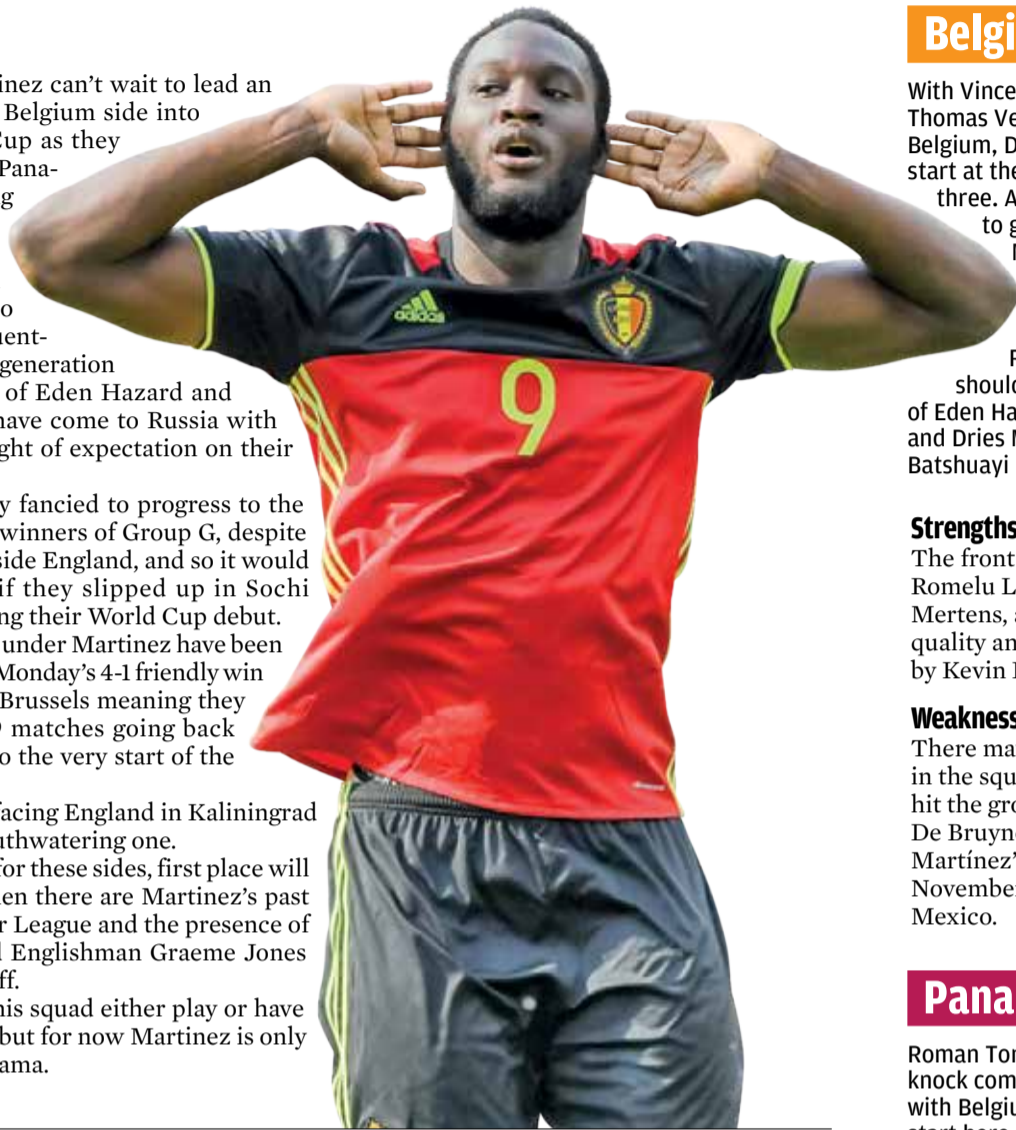 inez can’t wait to lead an
Belgium side into
Cup as they
Pana-
g
o
uent-
generation
of Eden Hazard and
have come to Russia with
ght of expectation on their
y fancied to progress to the
winners of Group G, despite
side England, and so it would
if they slipped up in Sochi
ng their World Cup debut.
under Martinez have been
Monday’s 4-1 friendly win
Brussels meaning they
9 matches going back
o the very start of the
facing England in Kaliningrad
uthwatering one.
for these sides, first place will
en there are Martinez’s past
r League and the presence of
l Englishman Graeme Jones
ff.
his squad either play or have
but for now Martinez is only
ama.
adidas
9
Belgi
With Vince
Thomas Ve
Belgium, D
start at the
three. A
to g
should
of Eden Ha
and Dries M
Batshuayi
Strengths
The front
Romelu L
Mertens, a
quality an
by Kevin
Weakness
There ma
in the squ
hit the gro
De Bruyn
Martínez’
November
Mexico.
Pana
Roman Tor
knock com
with Belgiu
start here